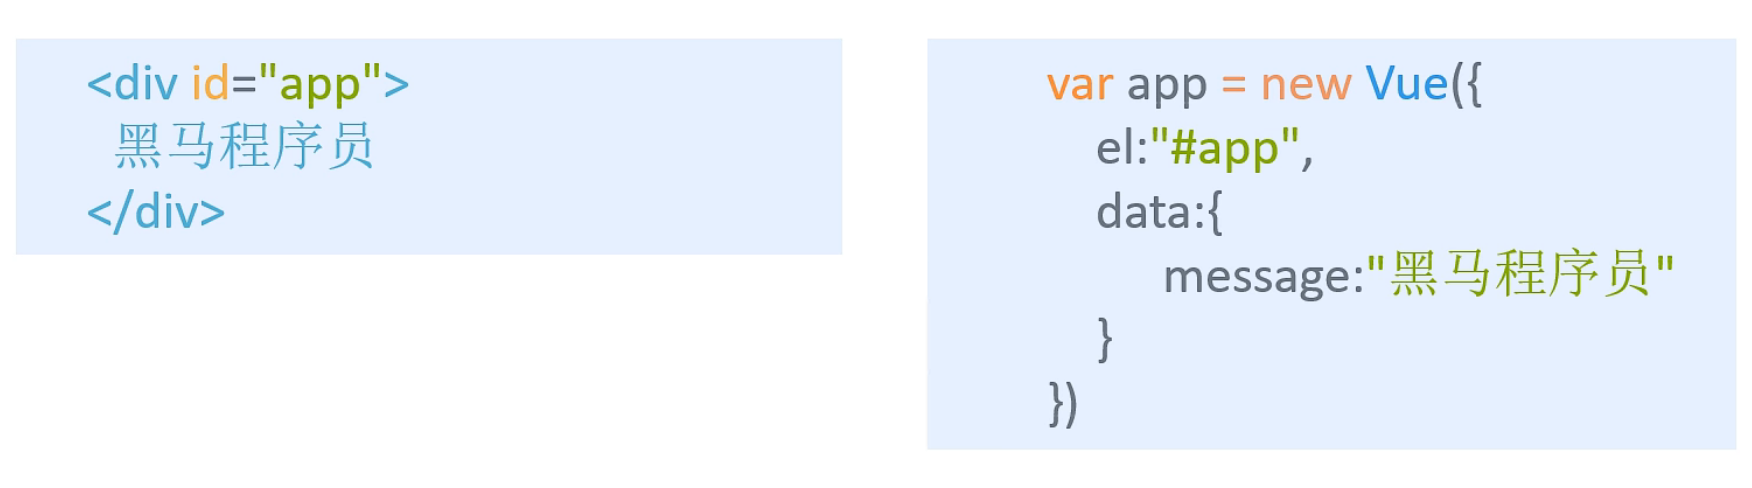 <div id="app">
黑马程序员
</div>
var app = new Vue({
el:"#app",
data:{
message:"黑马程序员"
}
})